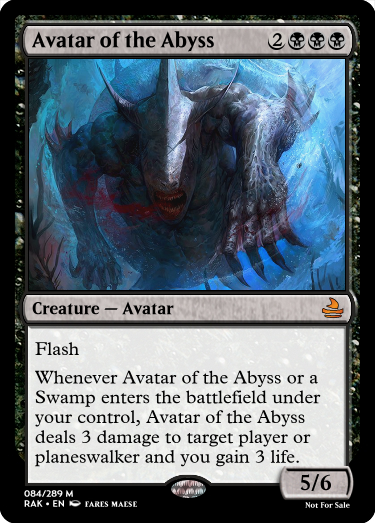 Avatar of the Abyss 2
Creature — Avatar
Flash
Whenever Avatar of the Abyss or a
Swamp enters the battlefield under
your control, Avatar of the Abyss
deals 3 damage to target player or
planeswalker and you gain 3 life.
5/6
084/289 M
RAK • EN FARES MAESE
Not For Sale